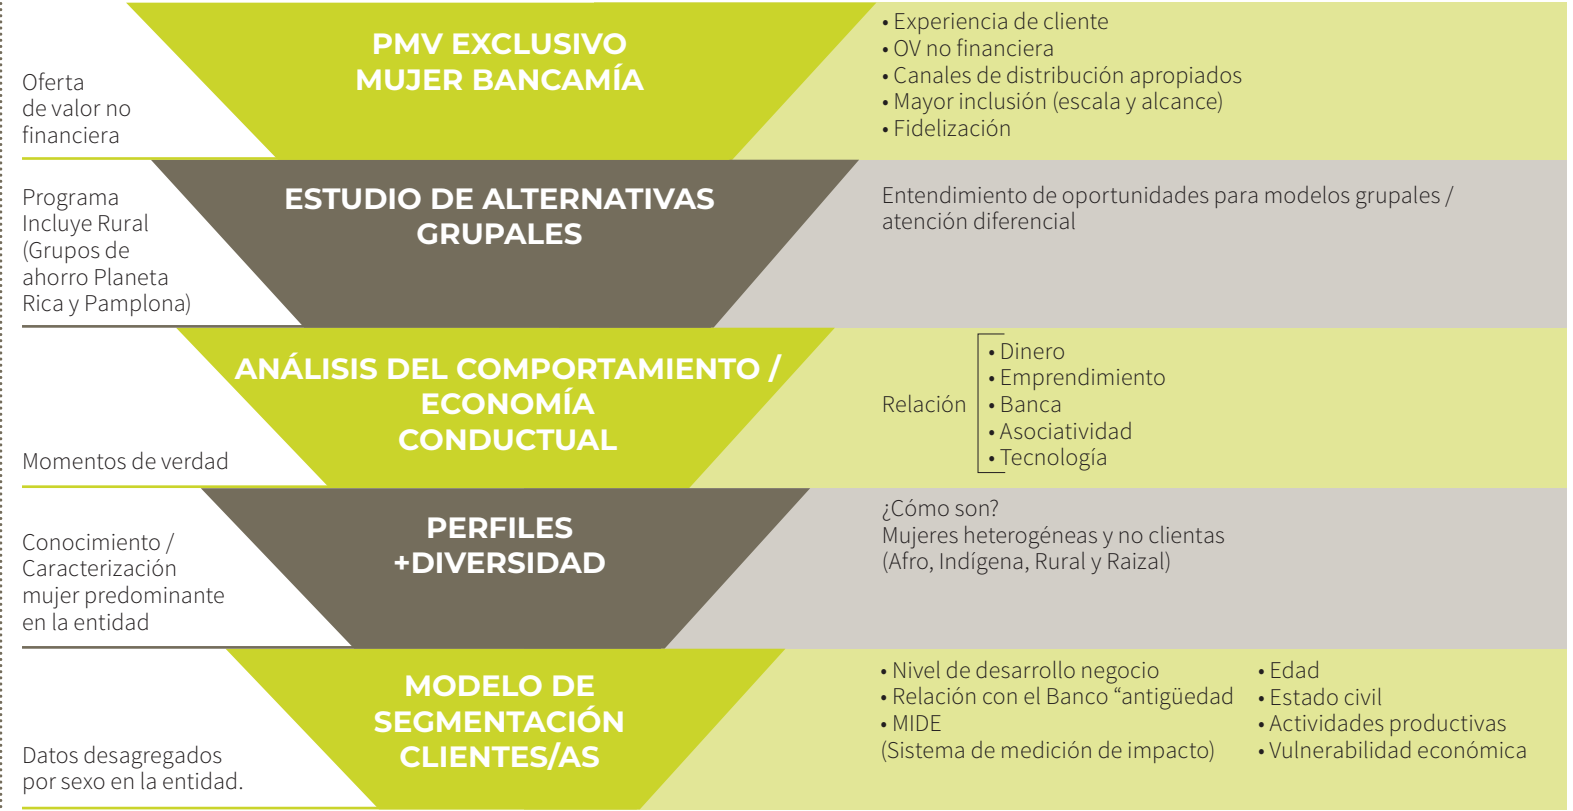 Oferta
de valor no
financiera
PMV EXCLUSIVO
MUJER BANCAMÍA
• Experiencia de cliente
• OV no financiera
• Canales de distribución apropiados
• Mayor inclusión (escala y alcance)
• Fidelización
Programa
Incluye Rural
(Grupos de
ahorro Planeta
Rica y Pamplona)
ESTUDIO DE ALTERNATIVAS
GRUPALES
Entendimiento de oportunidades para modelos grupales /
atención diferencial
Momentos de verdad
ANÁLISIS DEL COMPORTAMIENTO /
ECONOMÍA
CONDUCTUAL
Relación
• Dinero
• Emprendimiento
• Banca
• Asociatividad
• Tecnología
Conocimiento /
Caracterización
mujer predominante
en la entidad
PERFILES
+DIVERSIDAD
¿Cómo son?
Mujeres heterogéneas y no clientas
(Afro, Indígena, Rural y Raizal)
Datos desagregados
por sexo en la entidad.
MODELO DE
SEGMENTACIÓN
CLIENTES/AS
• Nivel de desarrollo negocio
• Relación con el Banco “antigüedad
• MIDE
(Sistema de medición de impacto)
• Edad
• Estado civil
• Actividades productivas
• Vulnerabilidad económica